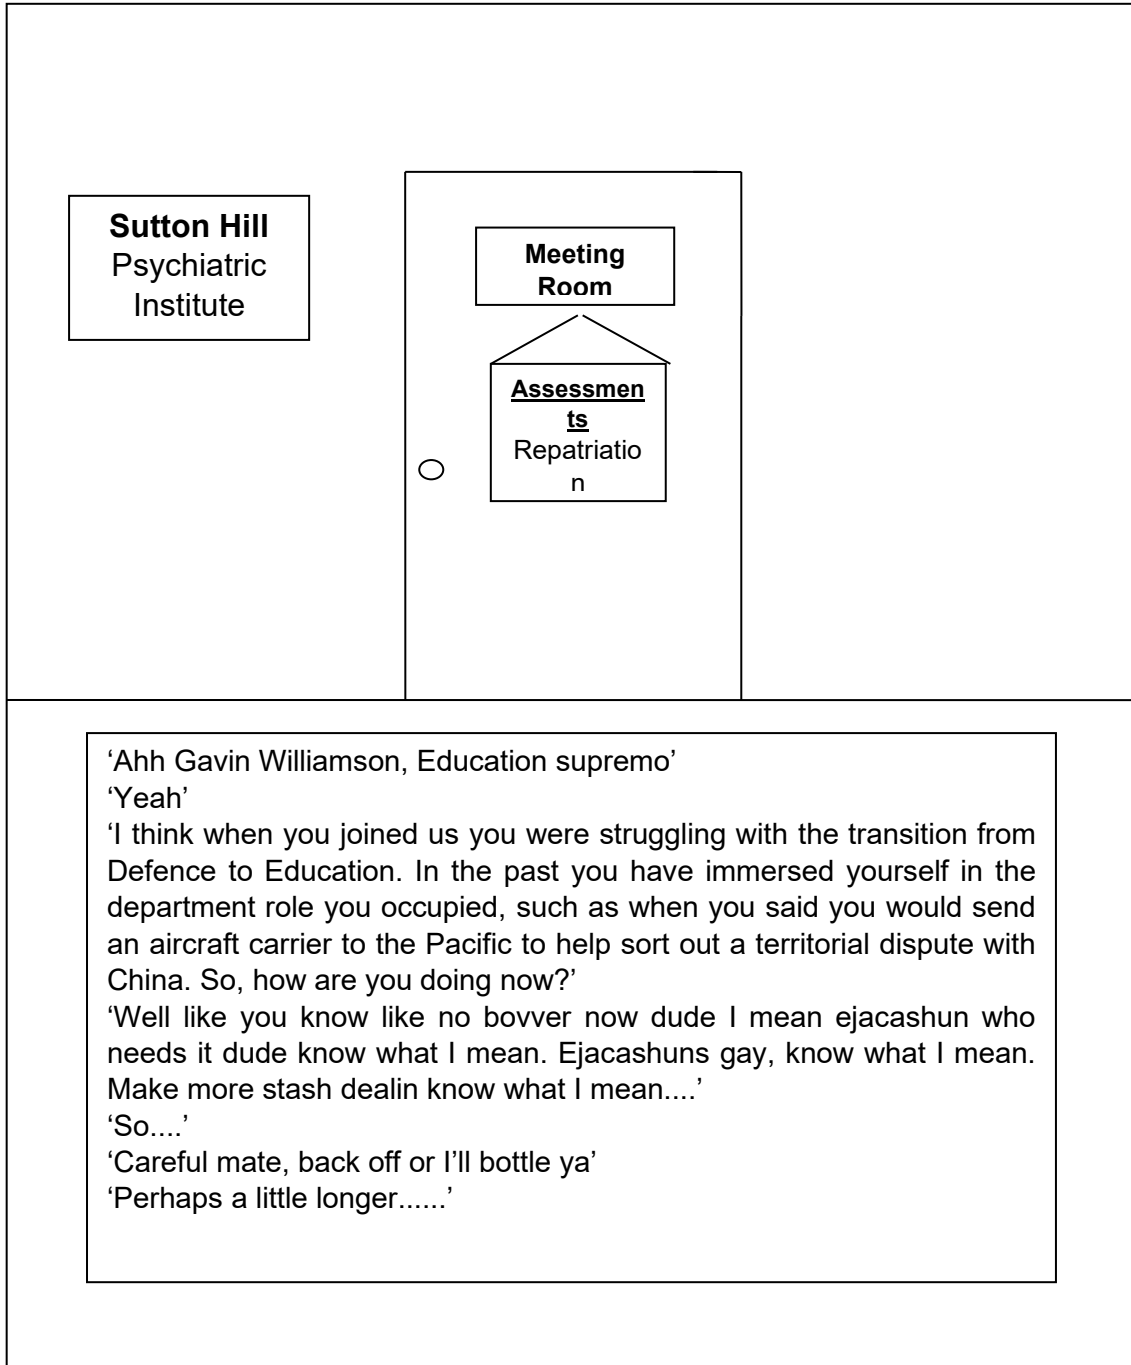 Sutton Hill
Psychiatric
Institute
Meeting
Room
Assessmen
ts
Repatriatio
n
‘Ahh Gavin Williamson, Education supremo’
‘Yeah’
‘I think when you joined us you were struggling with the transition from
Defence to Education. In the past you have immersed yourself in the
department role you occupied, such as when you said you would send
an aircraft carrier to the Pacific to help sort out a territorial dispute with
China. So, how are you doing now?’
‘Well like you know like no bovver now dude I mean ejacashun who
needs it dude know what I mean. Ejacashuns gay, know what I mean.
Make more stash dealin know what I mean....’
‘So....’
‘Careful mate, back off or I’ll bottle ya’
‘Perhaps a little longer......’